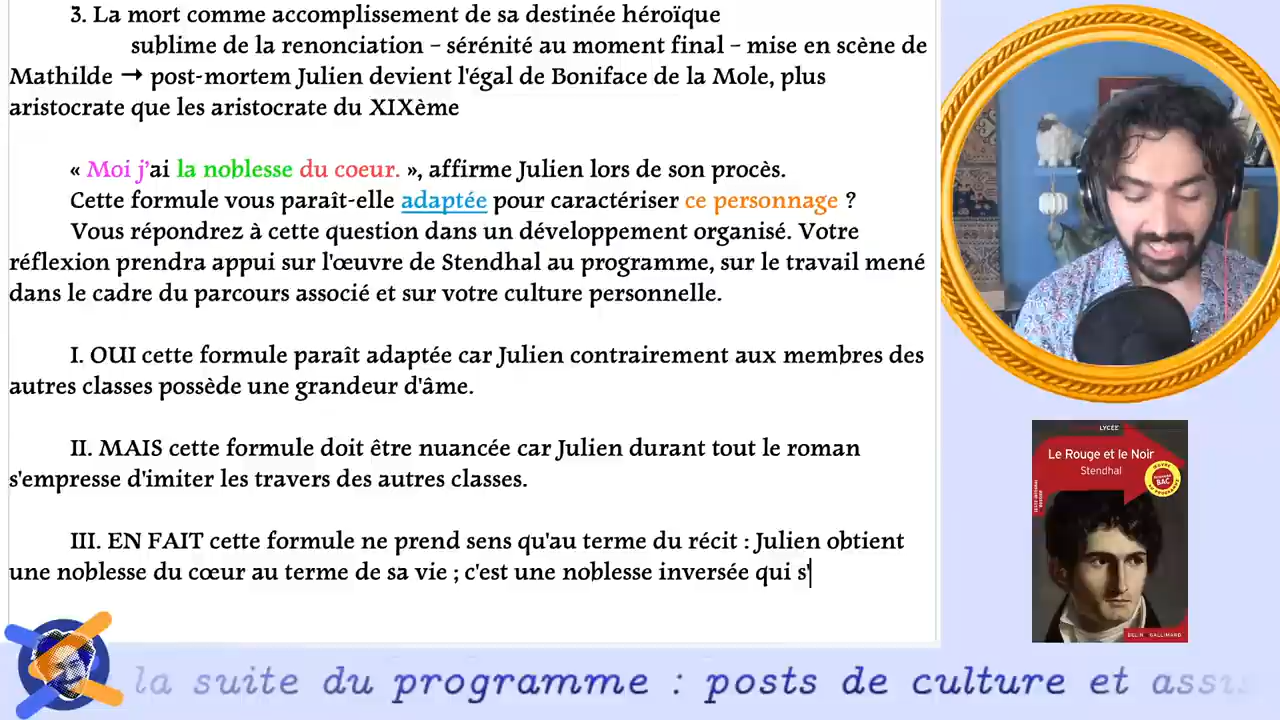 3. La mort comme accomplissement de sa destinée héroïque
sublime de la renonciation – sérénité au moment final – mise en scène de
Mathilde → post-mortem Julien devient l'égal de Boniface de la Mole, plus
aristocrate que les aristocrate du XIXème
« Moi j'ai la noblesse du coeur. », affirme Julien lors de son procès.
Cette formule vous paraît-elle adaptée pour caractériser ce personnage ?
Vous répondrez à cette question dans un développement organisé. Votre
réflexion prendra appui sur l'œuvre de Stendhal au programme, sur le travail mené
dans le cadre du parcours associé et sur votre culture personnelle.
I. OUI cette formule paraît adaptée car Julien contrairement aux membres des
autres classes possède une grandeur d'âme.
II. MAIS cette formule doit être nuancée car Julien durant tout le roman
s'empresse d'imiter les travers des autres classes.
III. EN FAIT cette formule ne prend sens qu'au terme du récit : Julien obtient
une noblesse du cœur au terme de sa vie ; c'est une noblesse inversée qui s'
LYCÉE
Le Rouge et le Noir
Stendhal
BAC
BELIN GALLIMARD
la suite du programme : posts de culture et assis